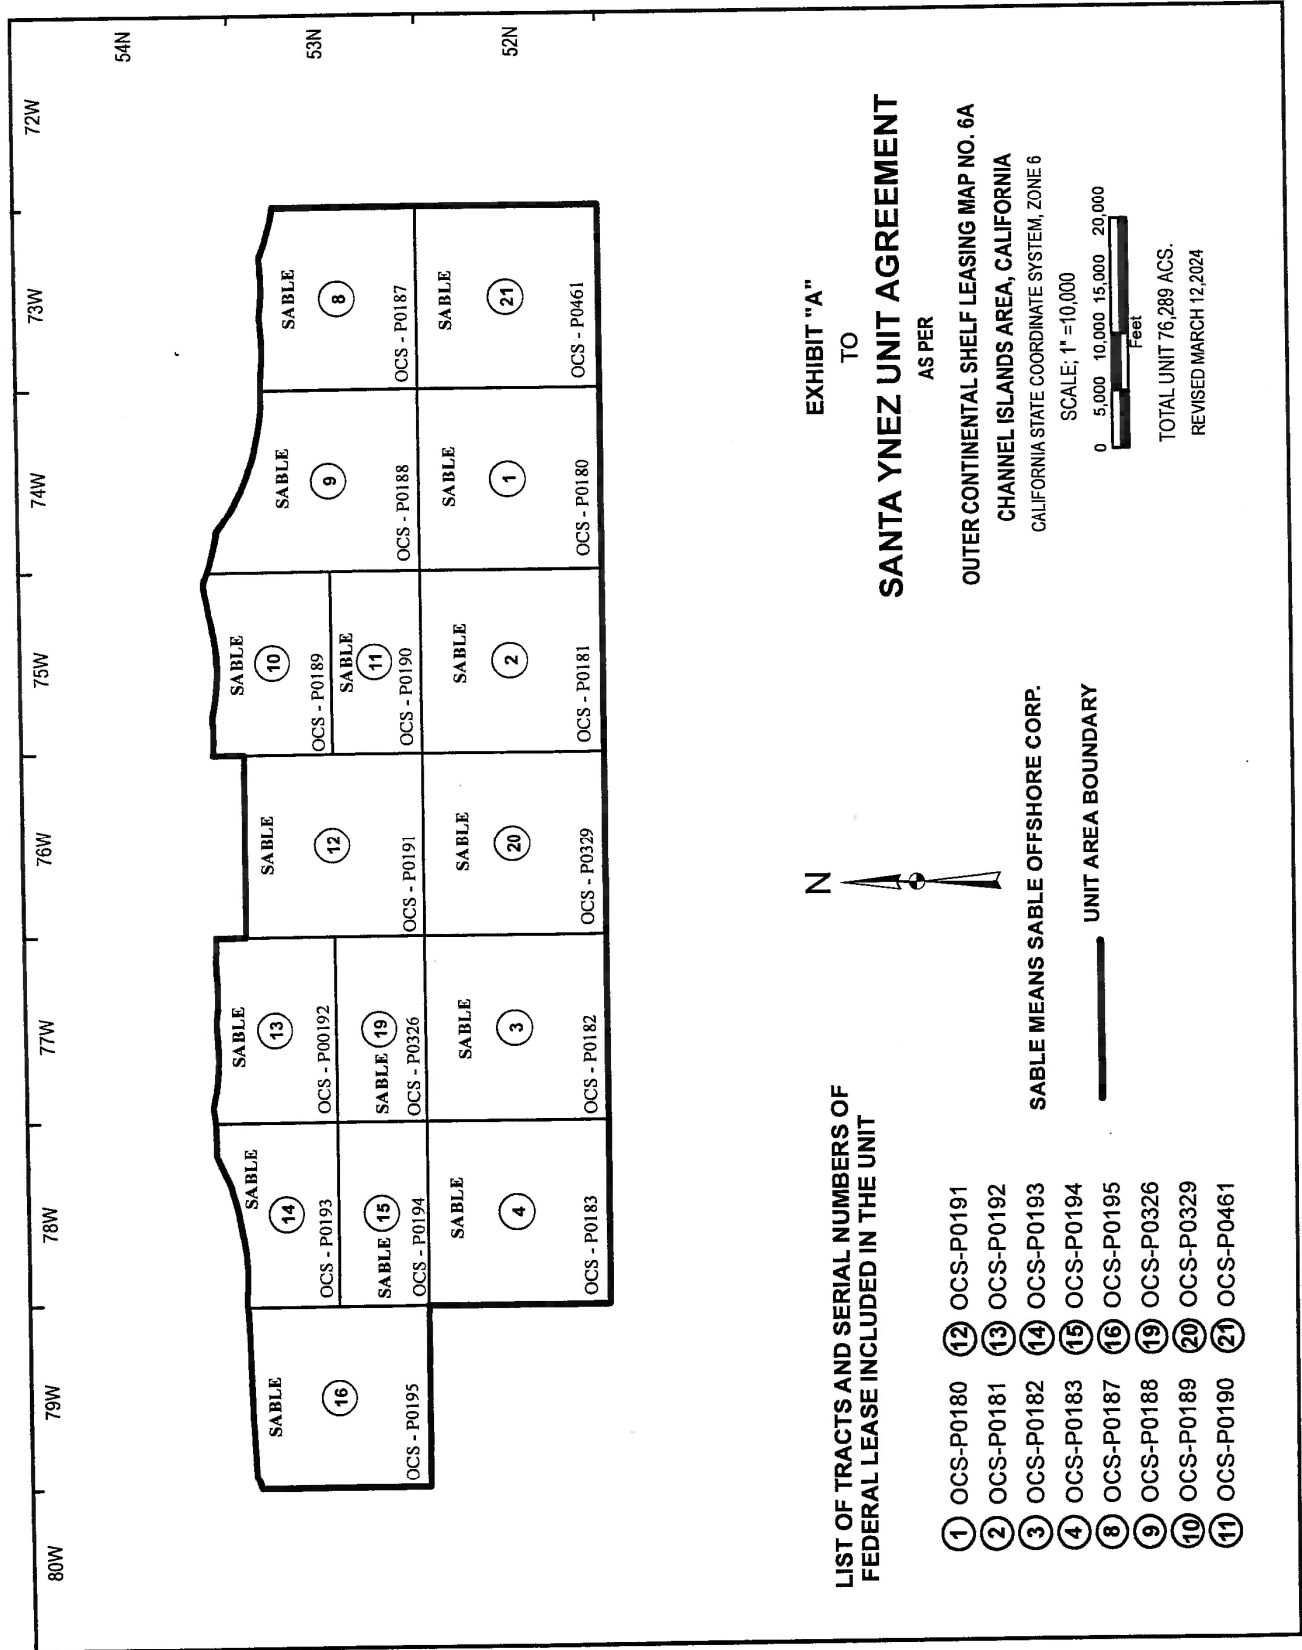 80W 79W 78W 77W 76W 75W 74W 73W 72W
54N
53N
52N
SABLE
16
OCS - P0195
SABLE
14
OCS - P0193
SABLE 15
OCS - P0194
SABLE
4
OCS - P0183
SABLE
13
OCS - P00192
SABLE 19
OCS - P0326
SABLE
3
OCS - P0182
SABLE
12
OCS - P0191
SABLE
20
OCS - P0329
SABLE
10
OCS - P0189
SABLE
11
OCS - P0190
SABLE
2
OCS - P0181
SABLE
9
OCS - P0188
SABLE
1
OCS - P0180
SABLE
8
OCS - P0187
SABLE
21
OCS - P0461
LIST OF TRACTS AND SERIAL NUMBERS OF
FEDERAL LEASE INCLUDED IN THE UNIT
1 OCS-P0180 12 OCS-P0191
2 OCS-P0181 13 OCS-P0192
3 OCS-P0182 14 OCS-P0193
4 OCS-P0183 15 OCS-P0194
8 OCS-P0187 16 OCS-P0195
9 OCS-P0188 19 OCS-P0326
10 OCS-P0189 20 OCS-P0329
11 OCS-P0190 21 OCS-P0461
N
SABLE MEANS SABLE OFFSHORE CORP.
UNIT AREA BOUNDARY
EXHIBIT "A"
TO
SANTA YNEZ UNIT AGREEMENT
AS PER
OUTER CONTINENTAL SHELF LEASING MAP NO. 6A
CHANNEL ISLANDS AREA, CALIFORNIA
CALIFORNIA STATE COORDINATE SYSTEM, ZONE 6
SCALE; 1" =10,000
0 5,000 10,000 15,000 20,000
Feet
TOTAL UNIT 76,289 ACS.
REVISED MARCH 12,2024